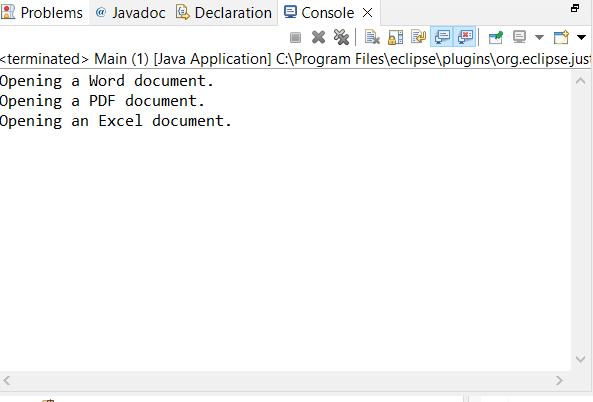 Problems @ Javadoc Declaration Console
<terminated> Main (1) [Java Application] C:\Program Files\eclipse\plugins\org.eclipse.just
Opening a Word document.
Opening a PDF document.
Opening an Excel document.